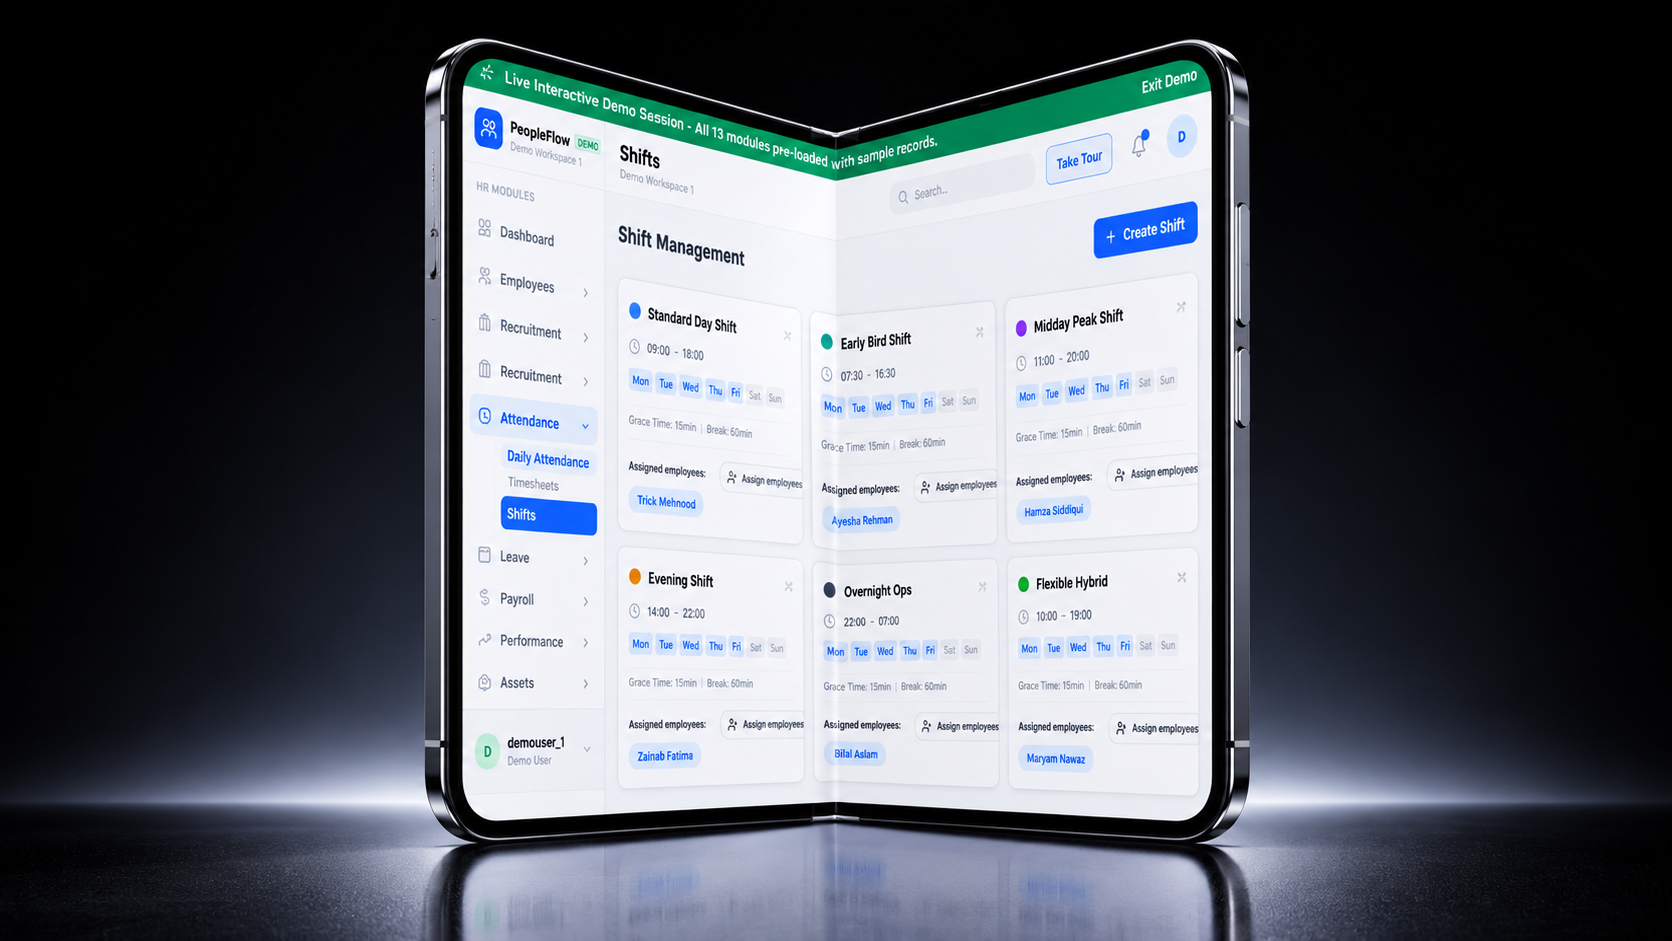 Live Interactive Demo Session - All 13 modules pre-loaded with sample records.
Exit Demo
PeopleFlow DEMO
Demo Workspace 1
HR MODULES
Dashboard
Employees
Recruitment
Recruitment
Attendance
Daily Attendance
Timesheets
Shifts
Leave
Payroll
Performance
Assets
D
demouser_1
Demo User
Shifts
Demo Workspace 1
Search..
Take Tour
D
Shift Management
+ Create Shift
Standard Day Shift
09:00 - 18:00
Mon Tue Wed Thu Fri Sat Sun
Grace Time: 15min | Break: 60min
Assigned employees:
Assign employees
Trick Mehnood
Early Bird Shift
07:30 - 16:30
Mon Tue Wed Thu Fri Sat Sun
Grace Time: 15min | Break: 60min
Assigned employees:
Assign employees
Ayesha Rehman
Midday Peak Shift
11:00 - 20:00
Mon Tue Wed Thu Fri Sat Sun
Grace Time: 15min | Break: 60min
Assigned employees:
Assign employees
Hamza Siddiqui
Evening Shift
14:00 - 22:00
Mon Tue Wed Thu Fri Sat Sun
Grace Time: 15min | Break: 60min
Assigned employees:
Assign employees
Zainab Fatima
Overnight Ops
22:00 - 07:00
Mon Tue Wed Thu Fri Sat Sun
Grace Time: 15min | Break: 60min
Assigned employees:
Assign employees
Bilal Aslam
Flexible Hybrid
10:00 - 19:00
Mon Tue Wed Thu Fri Sat Sun
Grace Time: 15min | Break: 60min
Assigned employees:
Assign employees
Maryam Nawaz